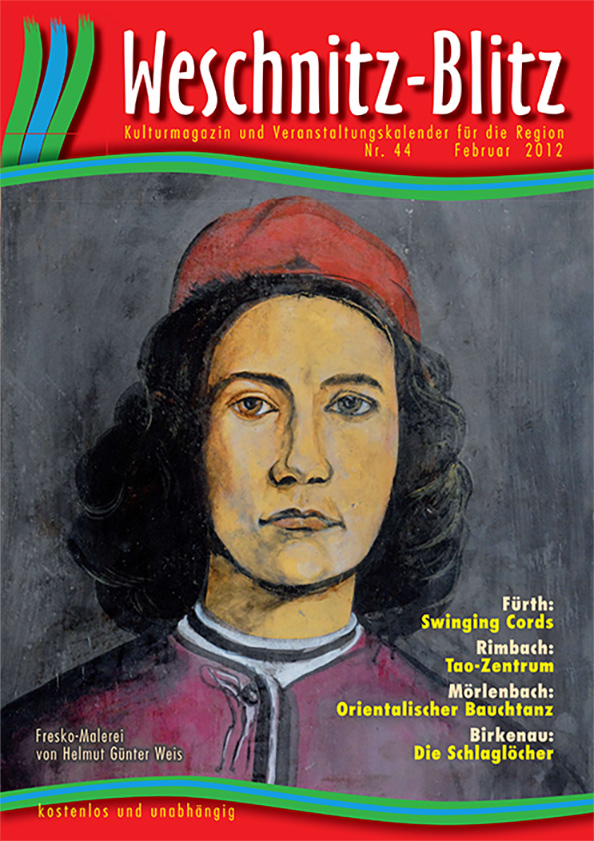 Weschnitz-Blitz
Kulturmagazin und Veranstaltungskalender für die Region
Nr. 44 Februar 2012
Fürth:
Swinging Cords
Rimbach:
Tao-Zentrum
Mörlenbach:
Orientalischer Bauchtanz
Birkenau:
Die Schlaglöcher
Fresko-Malerei
von Helmut Günter Weis
kostenlos und unabhängig